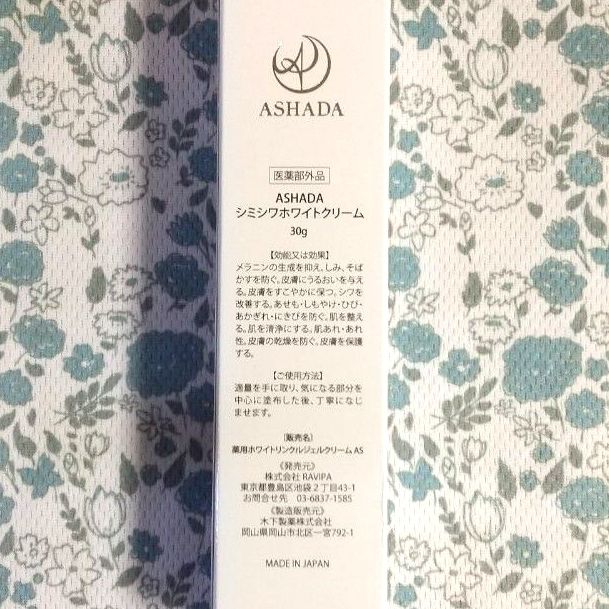 ASHADA
医薬部外品
ASHADA
シミシワホワイトクリーム
30g
【効能又は効果】
メラニンの生成を抑え、しみ、そば
かすを防ぐ。皮膚にうるおいを与え
る。皮膚をすこやかに保つ。シワを
改善する。あせも・しもやけ・ひび・
あかぎれ・にきびを防ぐ。肌を整え
る。肌を清浄にする。肌あれ・あれ
性。皮膚の乾燥を防ぐ。皮膚を保護
する。
【ご使用方法】
適量を手に取り、気になる部分を
中心に塗布した後、丁寧になじ
ませます。
〔販売名〕
薬用ホワイトリンクルジェルクリーム AS
《発売元》
株式会社 RAVIPA
東京都豊島区池袋2丁目43-1
お問合せ先　03-6837-1585
《製造販売元》
木下製薬株式会社
岡山県岡山市北区一宮792-1
MADE IN JAPAN